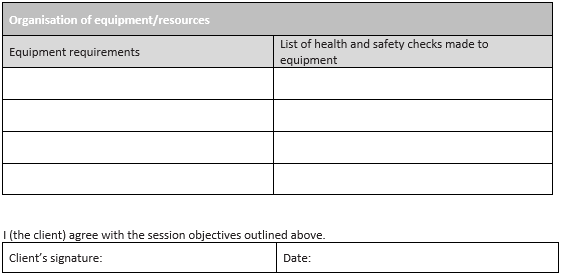 Organisation of equipment/resources
Equipment requirements
List of health and safety checks made to
equipment
I (the client) agree with the session objectives outlined above.
Client's signature:
Date: